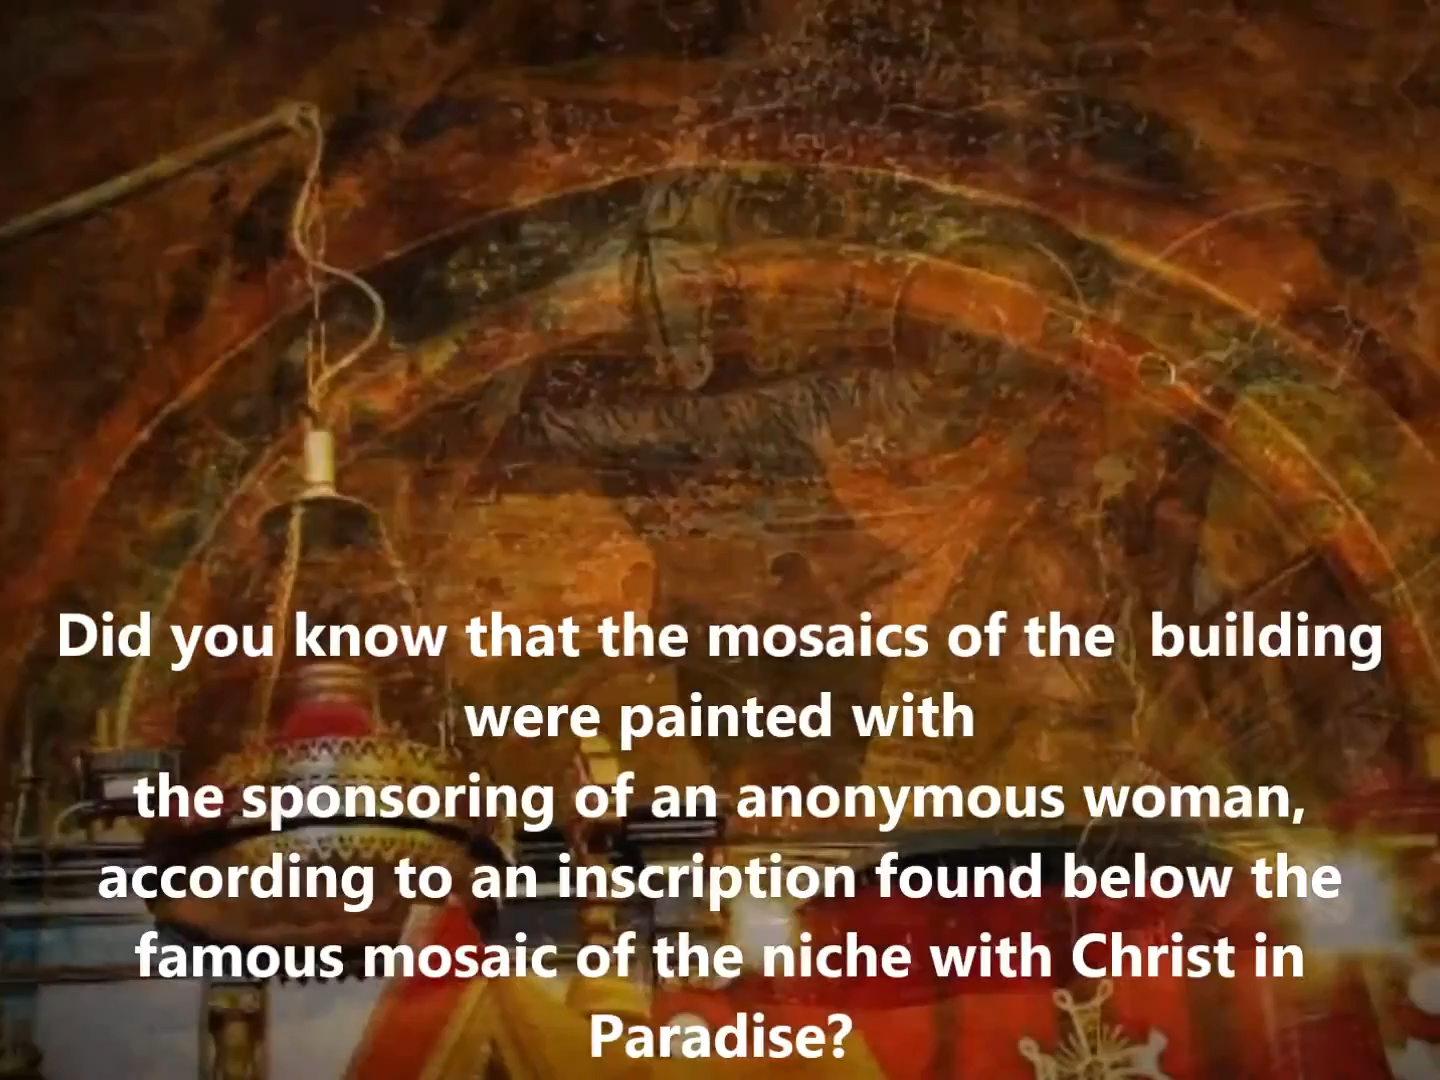 Did you know that the mosaics of the  building
were painted with
the sponsoring of an anonymous woman,
according to an inscription found below the
famous mosaic of the niche with Christ in
Paradise?